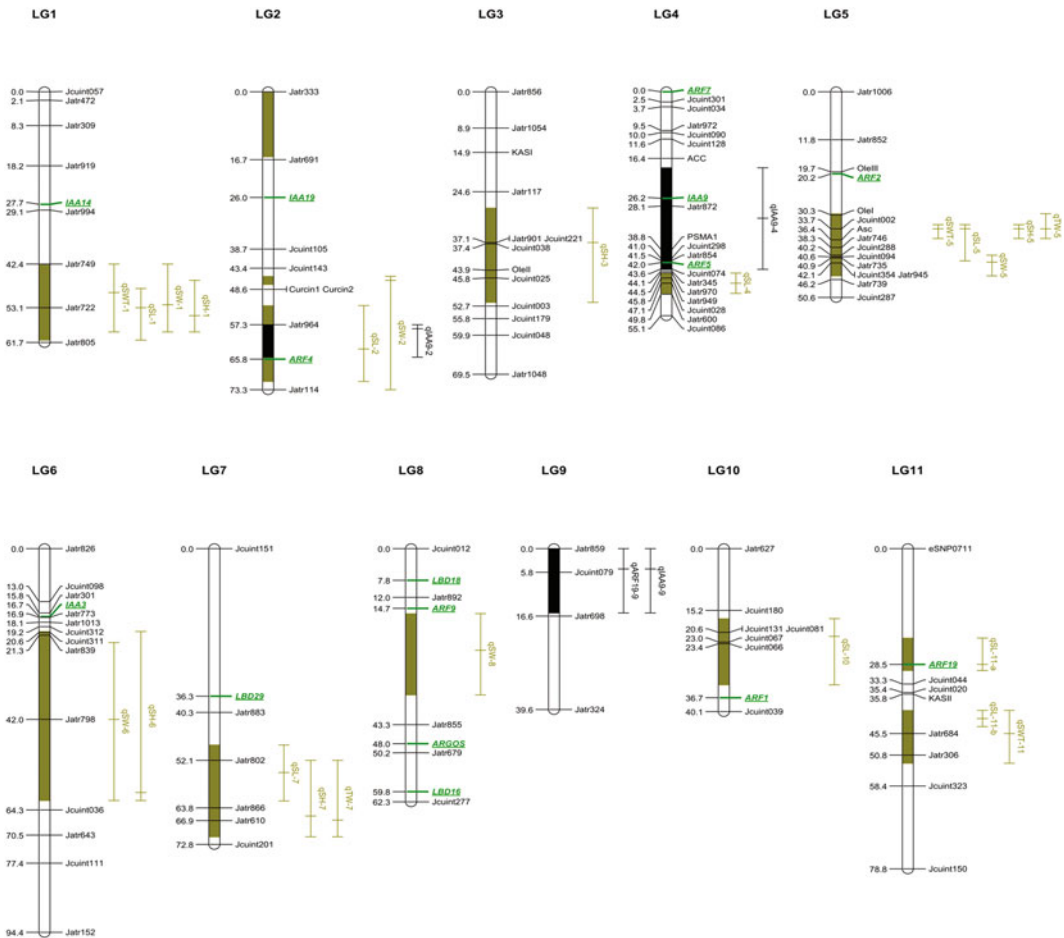 LG1
LG2
LG3
LG4
LG5
0.0 Jcuint057
2.1 Jatr472
8.3 Jatr309
18.2 Jatr919
27.7 IAA14
29.1 Jatr994
42.4 Jatr749
53.1 Jatr722
61.7 Jatr805
qSWT-1
qSL-1
qSW-1
qSH-1
0.0 Jatr333
16.7 Jatr691
26.0 IAA19
38.7 Jcuint105
43.4 Jcuint143
48.6 Curcin1 Curcin2
57.3 Jatr964
65.8 ARF4
73.3 Jatr114
qSL-2
qSW-2
qIAA9-2
0.0 Jatr856
8.9 Jatr1054
14.9 KASI
24.6 Jatr117
37.1 Jatr901 Jcuint221
37.4 Jcuint038
43.9 OleII
45.8 Jcuint025
52.7 Jcuint003
55.8 Jcuint179
59.9 Jcuint048
69.5 Jatr1048
qSH-3
0.0 ARF7
2.5 Jcuint301
3.7 Jcuint034
9.5 Jatr972
10.0 Jcuint090
11.6 Jcuint128
16.4 ACC
26.2 IAA9
28.1 Jatr872
38.8 PSMA1
41.0 Jcuint298
41.5 Jatr854
42.0 ARF5
43.6 Jcuint074
44.1 Jatr345
44.5 Jatr970
45.8 Jatr949
47.1 Jcuint028
49.8 Jatr600
55.1 Jcuint086
qIAA9-4
qSL-4
0.0 Jatr1006
11.8 Jatr852
19.7 OleIII
20.2 ARF2
30.3 OleI
33.7 Jcuint002
36.4 Asc
38.3 Jatr746
40.2 Jcuint288
40.6 Jcuint094
40.9 Jatr735
42.1 Jcuint354 Jatr945
46.2 Jatr739
50.6 Jcuint287
qSWT-5
qSL-5
qSW-5
qSH-5
qTW-5
LG6
LG7
LG8
LG9
LG10
LG11
0.0 Jatr826
13.0 Jcuint098
15.8 Jatr301
16.7 IAA3
16.9 Jatr773
18.1 Jatr1013
19.2 Jcuint312
20.6 Jcuint311
21.3 Jatr839
42.0 Jatr798
64.3 Jcuint036
70.5 Jatr643
77.4 Jcuint111
94.4 Jatr152
qSW-6
qSH-6
0.0 Jcuint151
36.3 LBD29
40.3 Jatr883
52.1 Jatr802
63.8 Jatr866
66.9 Jatr610
72.8 Jcuint201
qSL-7
qSH-7
qTW-7
0.0 Jcuint012
7.8 LBD18
12.0 Jatr892
14.7 ARF9
43.3 Jatr855
48.0 ARGOS
50.2 Jatr679
59.8 LBD16
62.3 Jcuint277
qSW-8
0.0 Jatr859
5.8 Jcuint079
16.6 Jatr698
39.6 Jatr324
qARF19-9
qIAA9-9
0.0 Jatr627
15.2 Jcuint180
20.6 Jcuint131 Jcuint081
23.0 Jcuint067
23.4 Jcuint066
36.7 ARF1
40.1 Jcuint039
qSL-10
0.0 eSNP0711
28.5 ARF19
33.3 Jcuint044
35.4 Jcuint020
35.8 KASII
45.5 Jatr684
50.8 Jatr306
58.4 Jcuint323
78.8 Jcuint150
qSL-11-a
qSL-11-b
qSWT-11